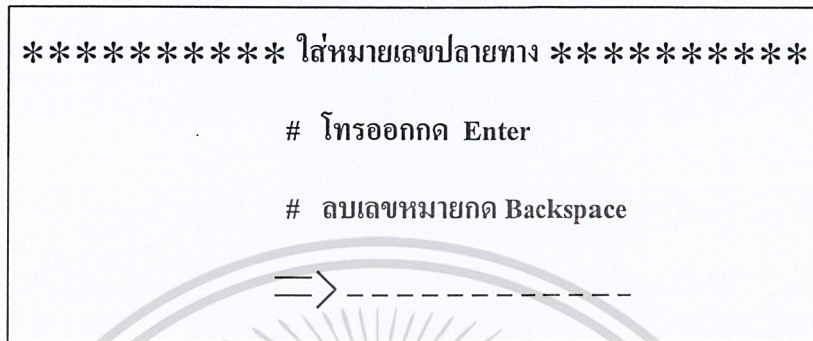 ********** ใส่หมายเลขปลายทาง **********
# โทรออกกด Enter
# ลบเลขหมายกด Backspace
=> _ _ _ _ _ _ _ _ _ _ _ _ _ _